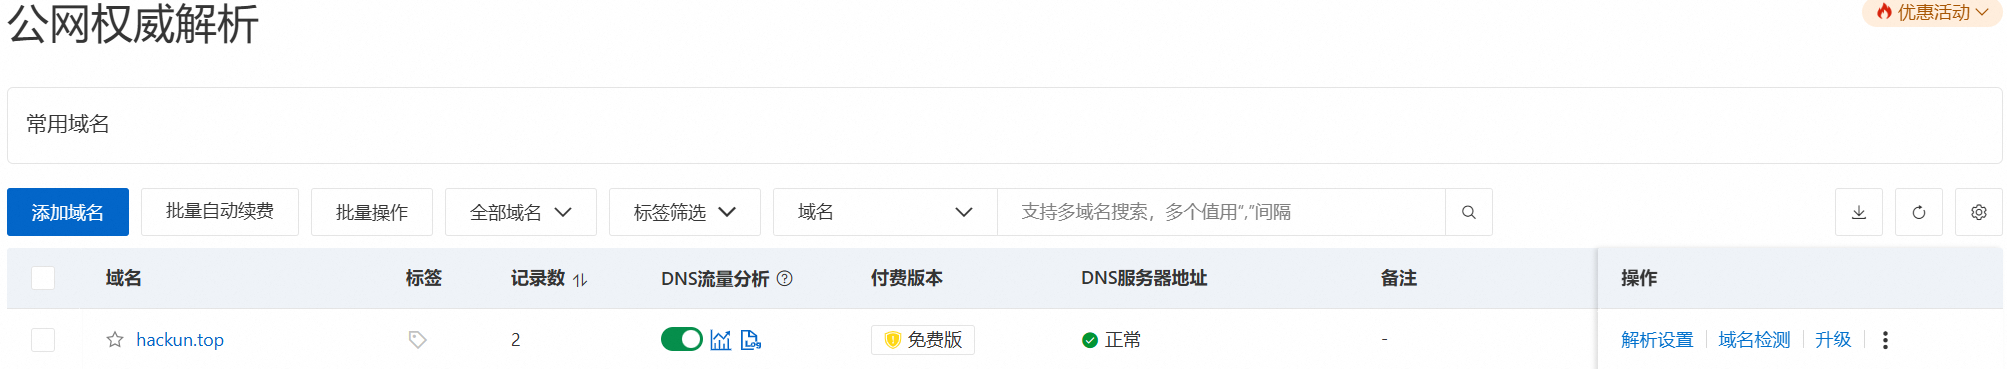 公网权威解析
优惠活动
常用域名
添加域名 批量自动续费 批量操作 全部域名 标签筛选 域名 支持多域名搜索，多个值用“,”间隔
域名 标签 记录数 DNS流量分析 付费版本 DNS服务器地址 备注 操作
hackun.top 2 Log 免费版 正常 - 解析设置 域名检测 升级